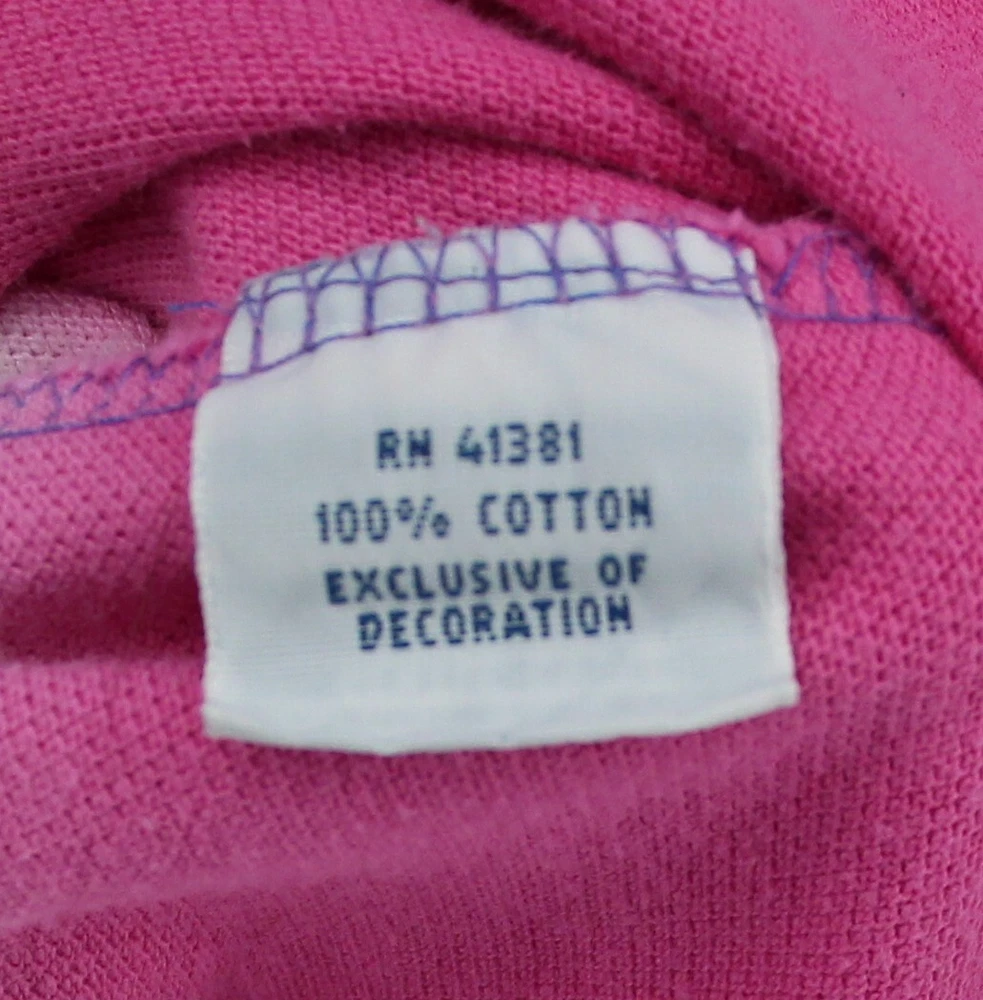 RN 41381
100% COTTON
EXCLUSIVE OF
DECORATION